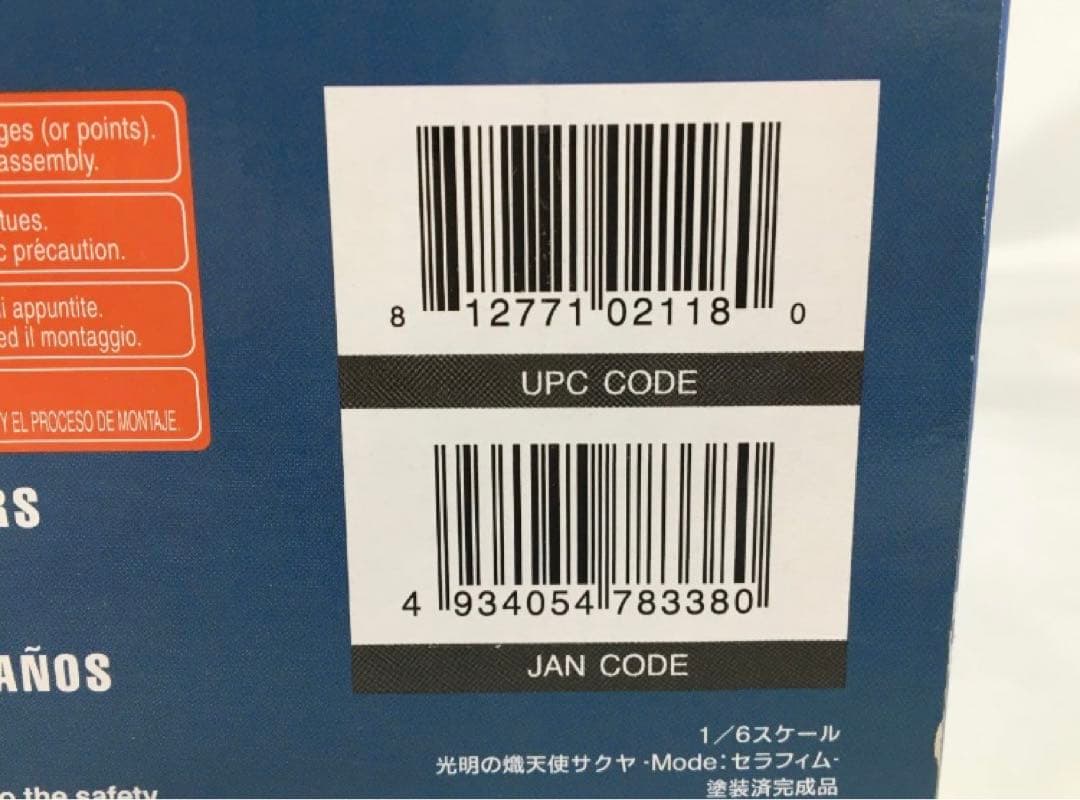 ges (or points).
assembly.
tues.
c précaution.
i appuntite.
ed il montaggio.
Y EL PROCESO DE MONTAJE.
RS
AÑOS
o the safety
8 12771 02118 0
UPC CODE
4 934054 783380
JAN CODE
1/6スケール
光明の熾天使サクヤ -Mode:セラフィム-
塗装済完成品